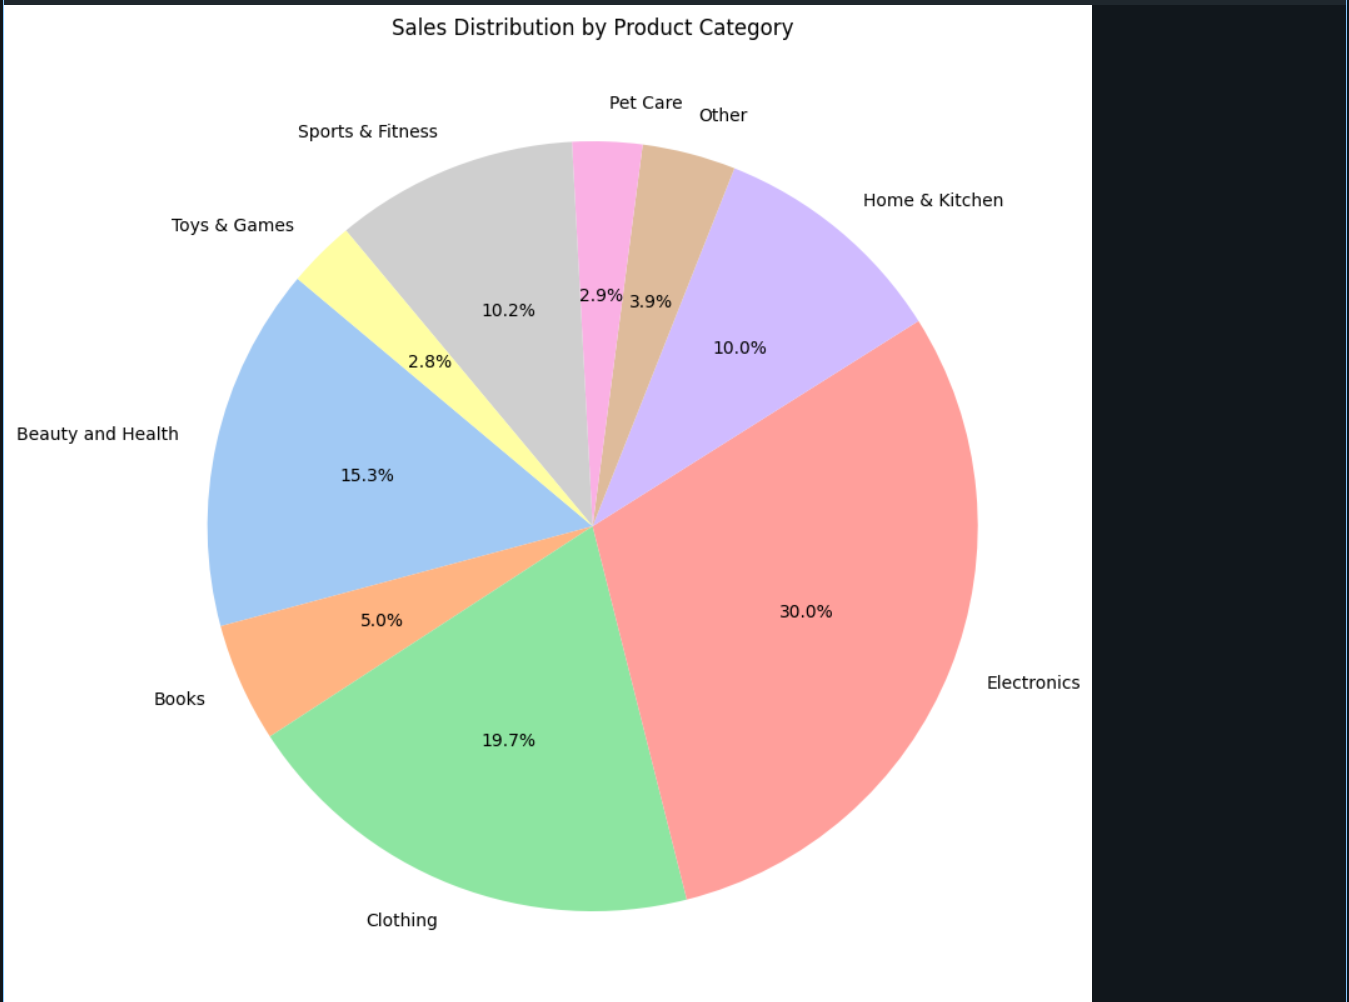 Sales Distribution by Product Category
Pet Care
Other
Sports & Fitness
Home & Kitchen
Toys & Games
2.9%
3.9%
10.2%
10.0%
2.8%
Beauty and Health
15.3%
30.0%
5.0%
Electronics
Books
19.7%
Clothing